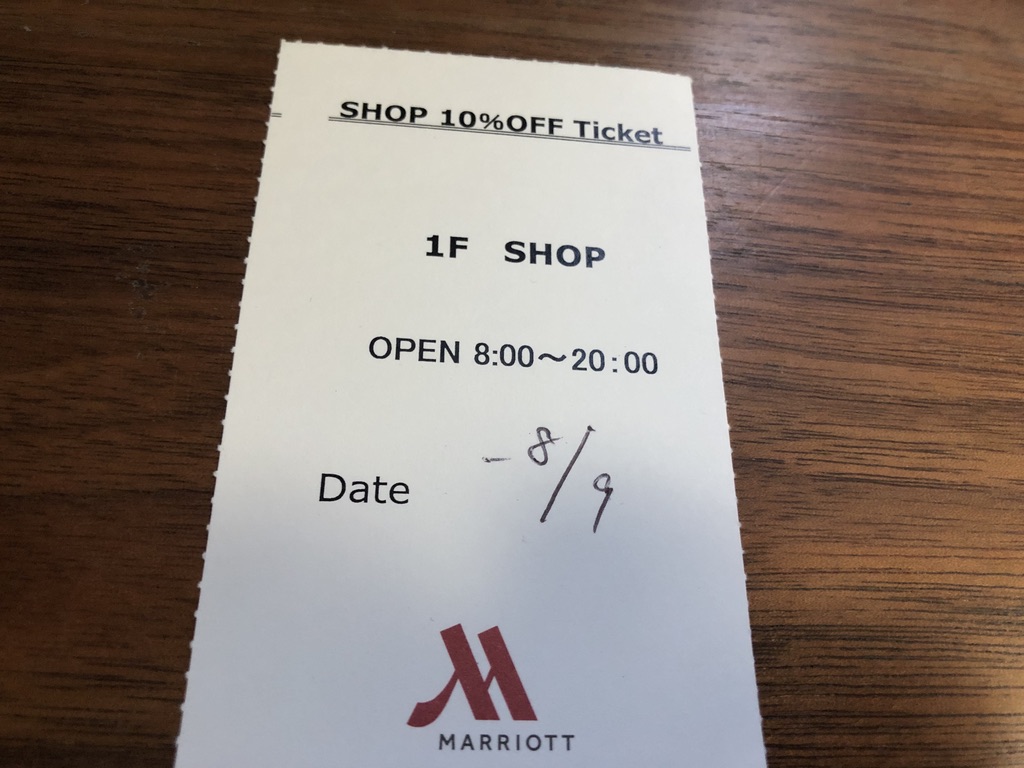 SHOP 10%OFF Ticket
1F SHOP
OPEN 8:00～20:00
Date -8/9
MARRIOTT